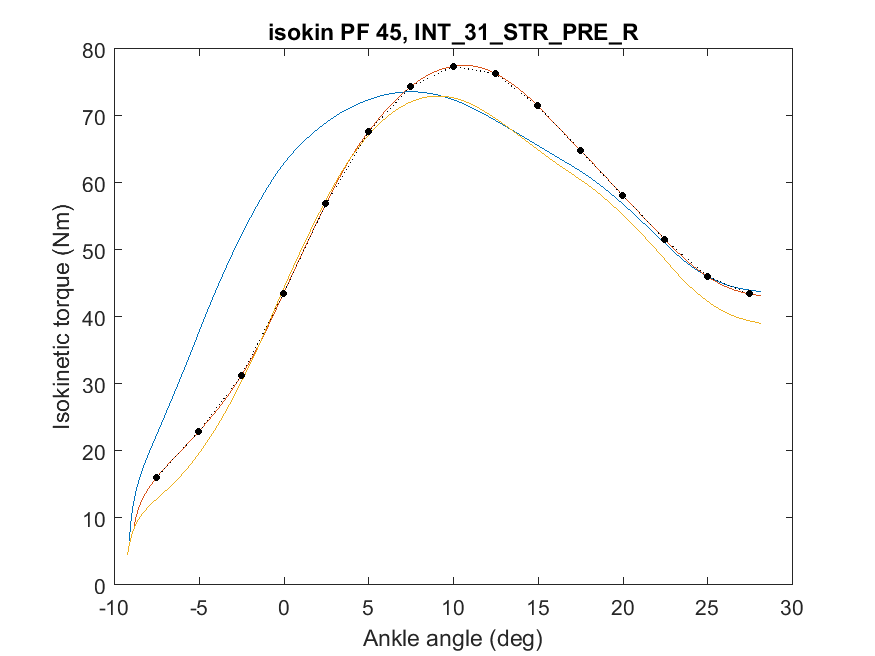 isokin PF 45, INT_31_STR_PRE_R
80
70
60
50
40
30
20
10
0
Isokinetic torque (Nm)
-10 -5 0 5 10 15 20 25 30
Ankle angle (deg)